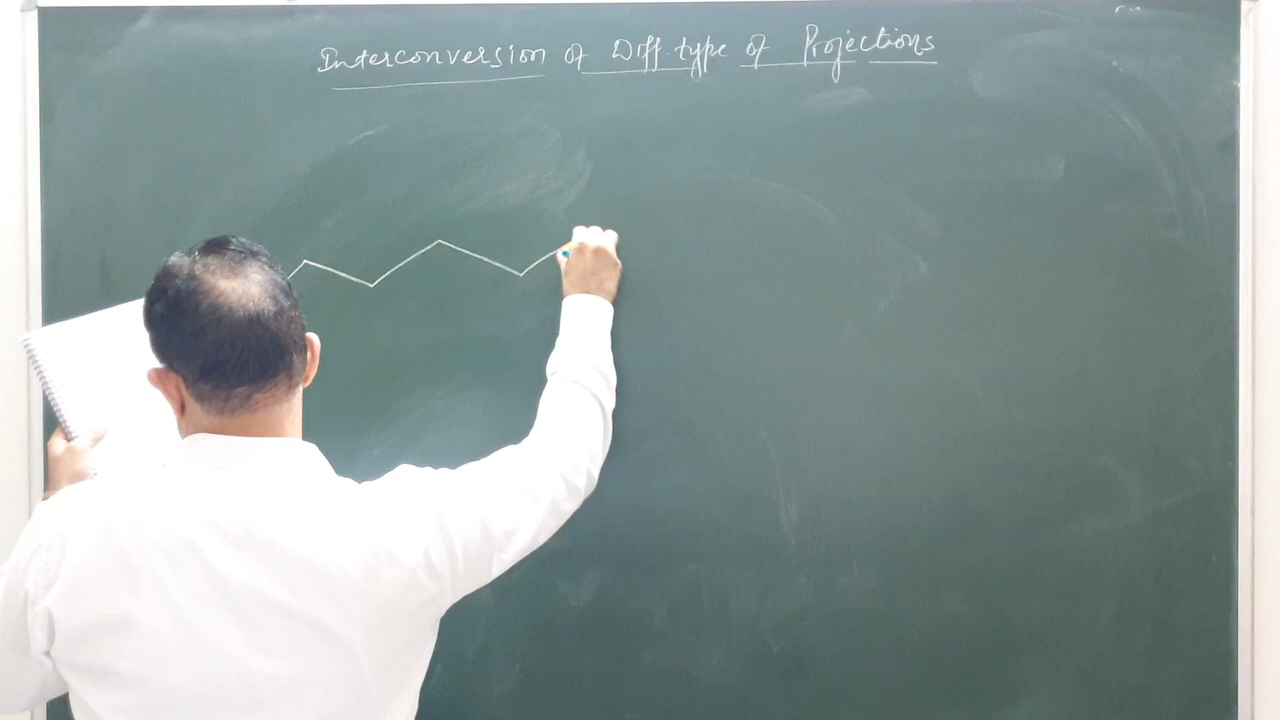 Interconversion of Diff. type of Projections